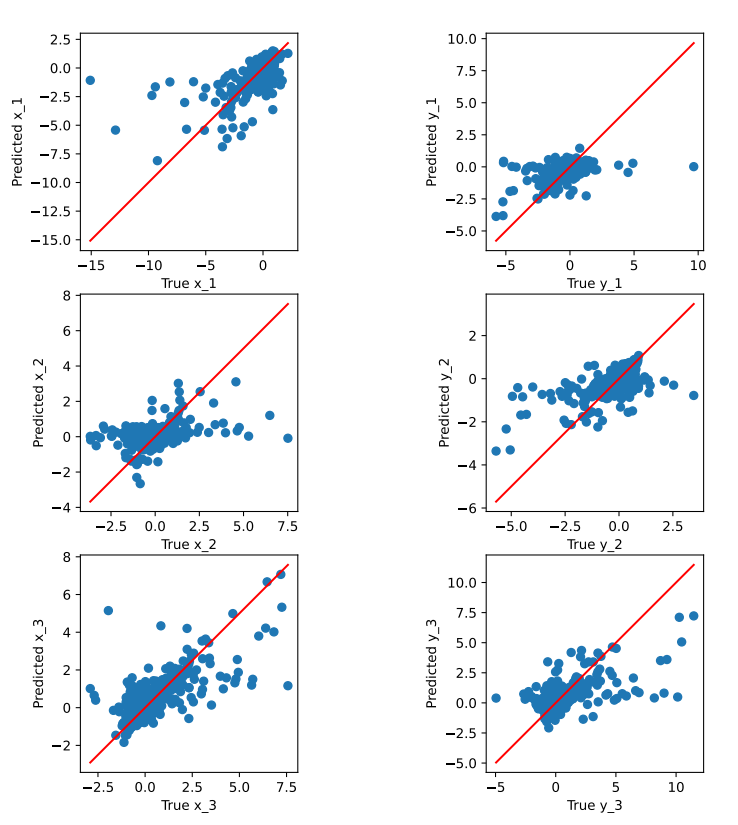 2.5
0.0
−2.5
−5.0
−7.5
−10.0
−12.5
−15.0
Predicted x_1
−15 −10 −5 0
True x_1
10.0
7.5
5.0
2.5
0.0
−2.5
−5.0
Predicted y_1
−5 0 5 10
True y_1
8
6
4
2
0
−2
−4
Predicted x_2
−2.5 0.0 2.5 5.0 7.5
True x_2
2
0
−2
−4
−6
Predicted y_2
−5.0 −2.5 0.0 2.5
True y_2
8
6
4
2
0
−2
Predicted x_3
−2.5 0.0 2.5 5.0 7.5
True x_3
10.0
7.5
5.0
2.5
0.0
−2.5
−5.0
Predicted y_3
−5 0 5 10
True y_3